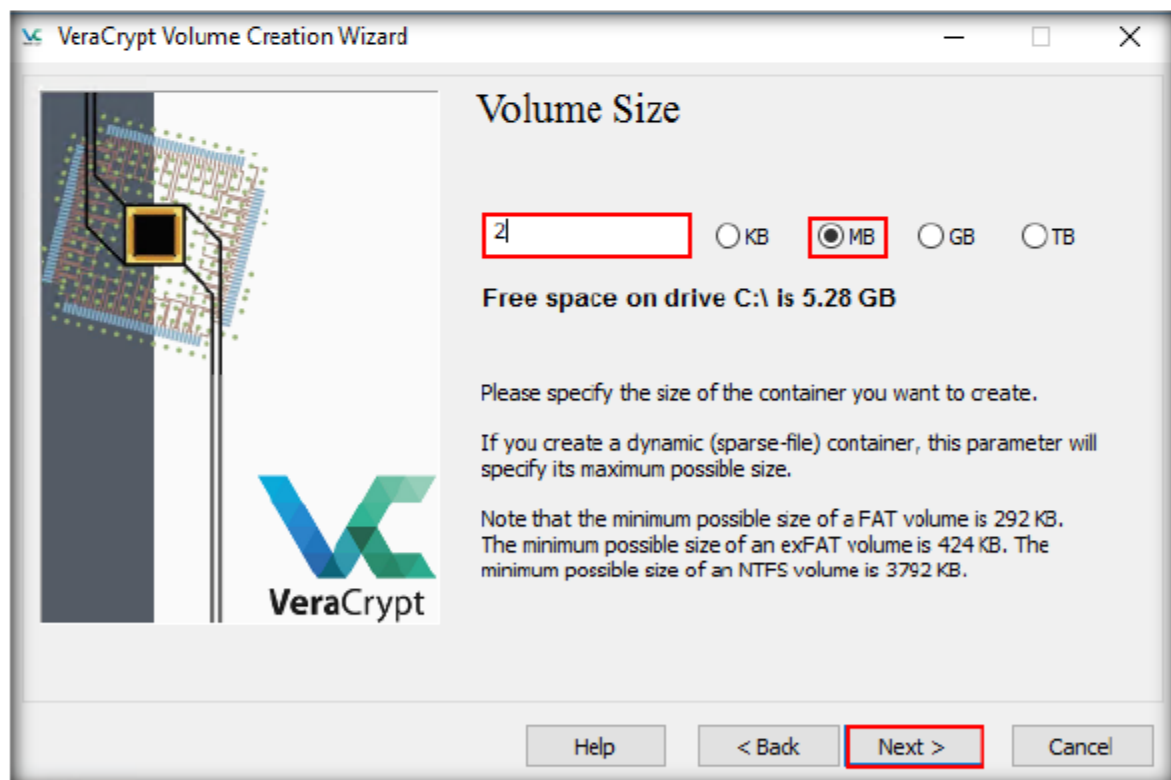 VeraCrypt Volume Creation Wizard
Volume Size
2
KB MB GB TB
Free space on drive C:\ is 5.28 GB
Please specify the size of the container you want to create.
If you create a dynamic (sparse-file) container, this parameter will
specify its maximum possible size.
Note that the minimum possible size of a FAT volume is 292 KB.
The minimum possible size of an exFAT volume is 424 KB. The
minimum possible size of an NTFS volume is 3792 KB.
VeraCrypt
Help < Back Next > Cancel